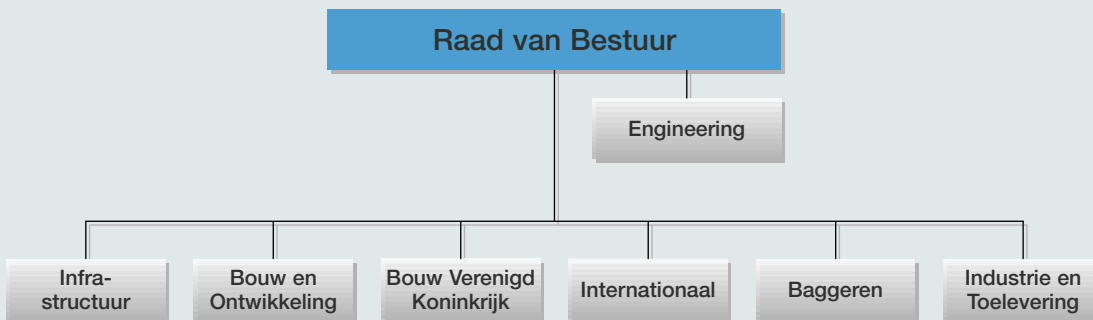 Raad van Bestuur
Engineering
Infra-
structuur
Bouw en
Ontwikkeling
Bouw Verenigd
Koninkrijk
Internationaal
Baggeren
Industrie en
Toelevering